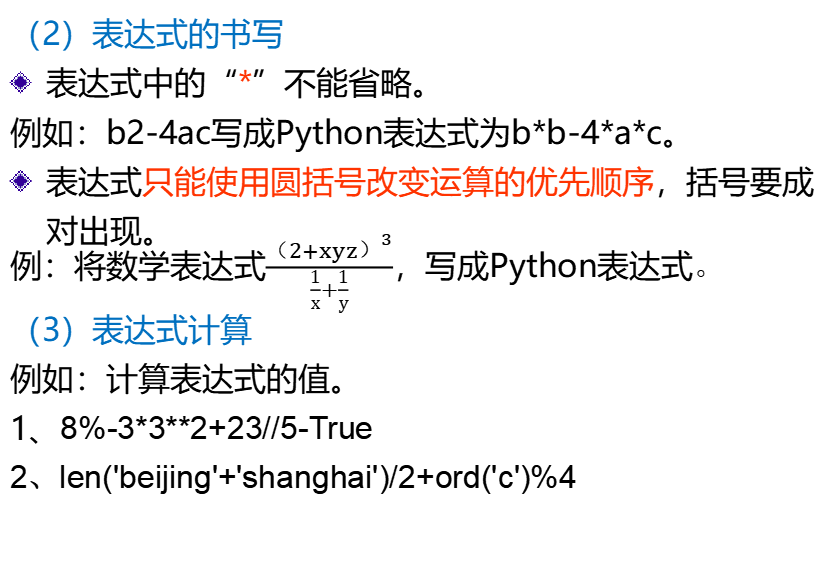 （2）表达式的书写
表达式中的“*”不能省略。
例如：b2-4ac写成Python表达式为b*b-4*a*c。
表达式只能使用圆括号改变运算的优先顺序，括号要成
对出现。
例：将数学表达式（2+xyz）³/(1/x+1/y)，写成Python表达式。
（3）表达式计算
例如：计算表达式的值。
1、8%-3*3**2+23//5-True
2、len('beijing'+'shanghai')/2+ord('c')%4